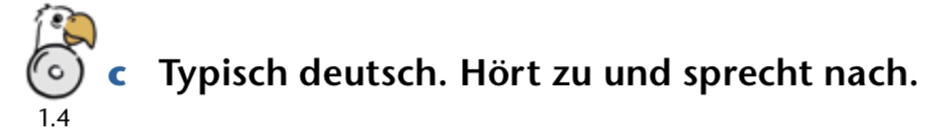 c Typisch deutsch. Hört zu und sprecht nach.
1.4